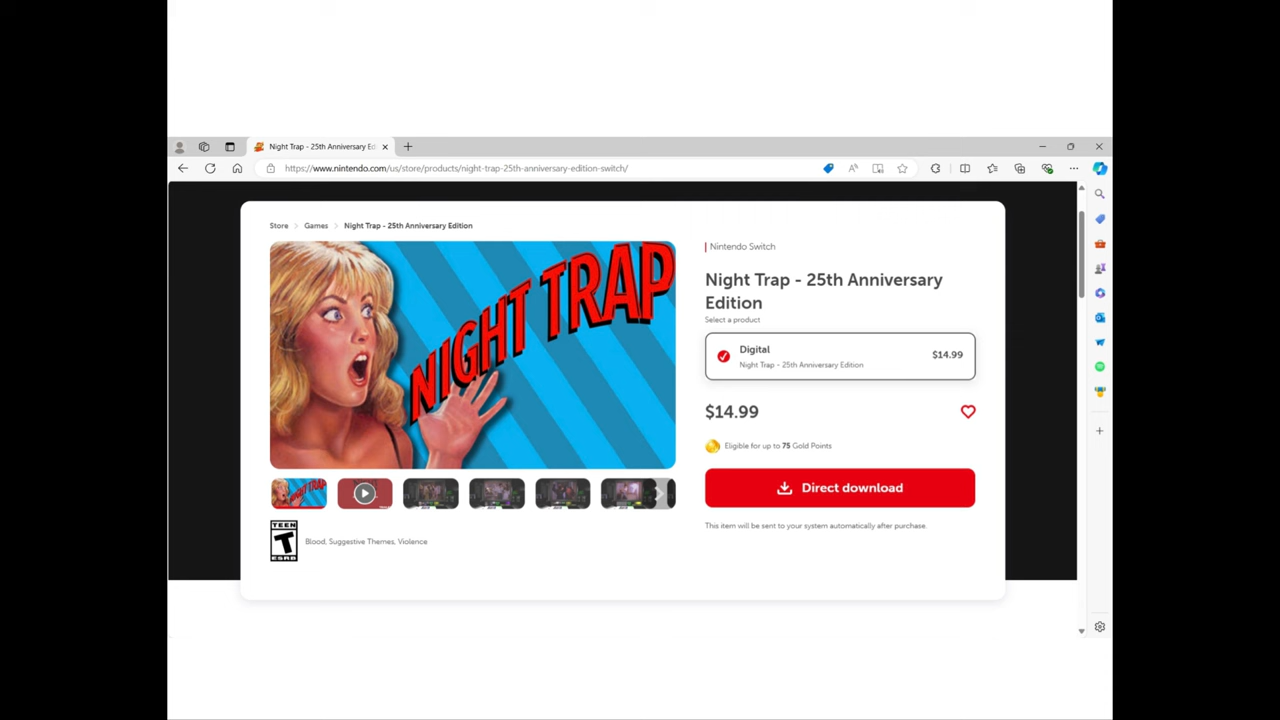 Night Trap - 25th Anniversary Ed
https://www.nintendo.com/us/store/products/night-trap-25th-anniversary-edition-switch/
Store > Games > Night Trap - 25th Anniversary Edition
NIGHT TRAP
TEEN
T
ESRB
Blood, Suggestive Themes, Violence
Nintendo Switch
Night Trap - 25th Anniversary
Edition
Select a product
Digital
$14.99
Night Trap - 25th Anniversary Edition
$14.99
Eligible for up to 75 Gold Points
Direct download
This item will be sent to your system automatically after purchase.